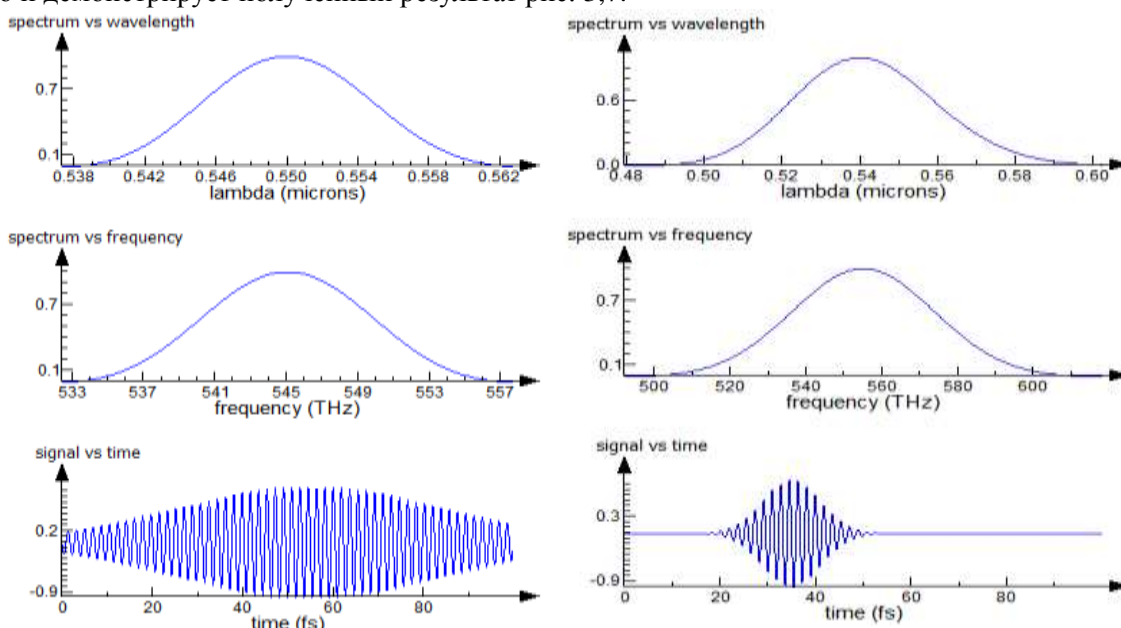 демонстрирует полученный результат рис.
spectrum vs wavelength
0.7
0.1
0.538 0.542 0.546 0.550 0.554 0.558 0.562
lambda (microns)
spectrum vs wavelength
0.6
0.0
0.48 0.50 0.52 0.54 0.56 0.58 0.60
lambda (microns)
spectrum vs frequency
0.7
0.1
533 537 541 545 549 553 557
frequency (THz)
spectrum vs frequency
0.7
0.1
500 520 540 560 580 600
frequency (THz)
signal vs time
0.2
-0.9
0 20 40 60 80
time (fs)
signal vs time
0.3
-0.9
0 20 40 60 80
time (fs)